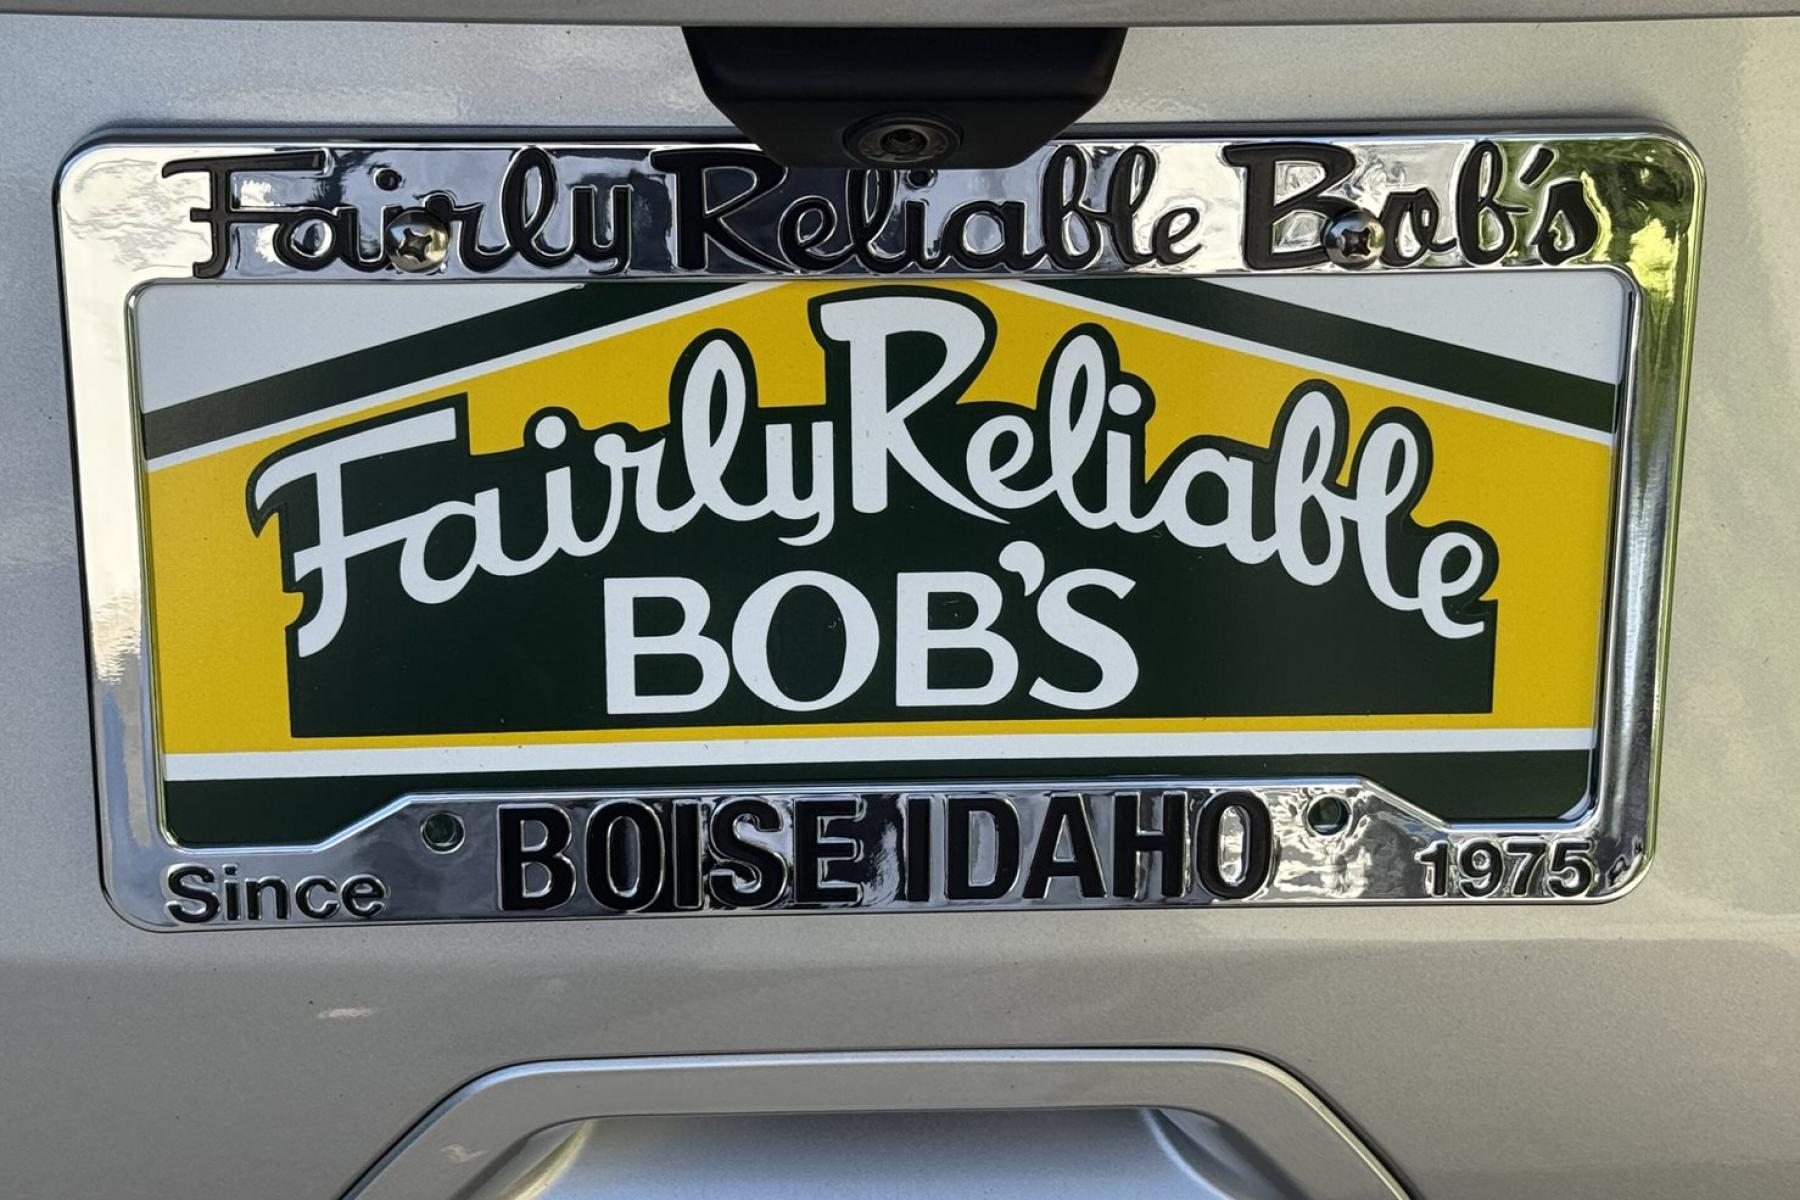 Fairly Reliable Bob's
Fairly Reliable
BOB'S
Since BOISE IDAHO 1975